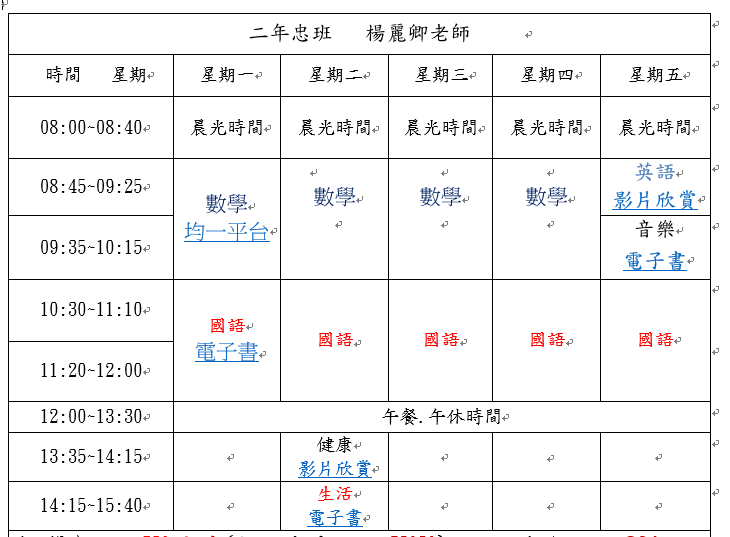 二年忠班 楊麗卿老師
時間 星期 星期一 星期二 星期三 星期四 星期五
08:00~08:40 晨光時間 晨光時間 晨光時間 晨光時間 晨光時間
08:45~09:25 數學 數學 數學 數學 英語
均一平台 影片欣賞
09:35~10:15 音樂
電子書
10:30~11:10 國語 國語 國語 國語 國語
電子書
11:20~12:00
12:00~13:30 午餐.午休時間
13:35~14:15 健康
影片欣賞
14:15~15:40 生活
電子書